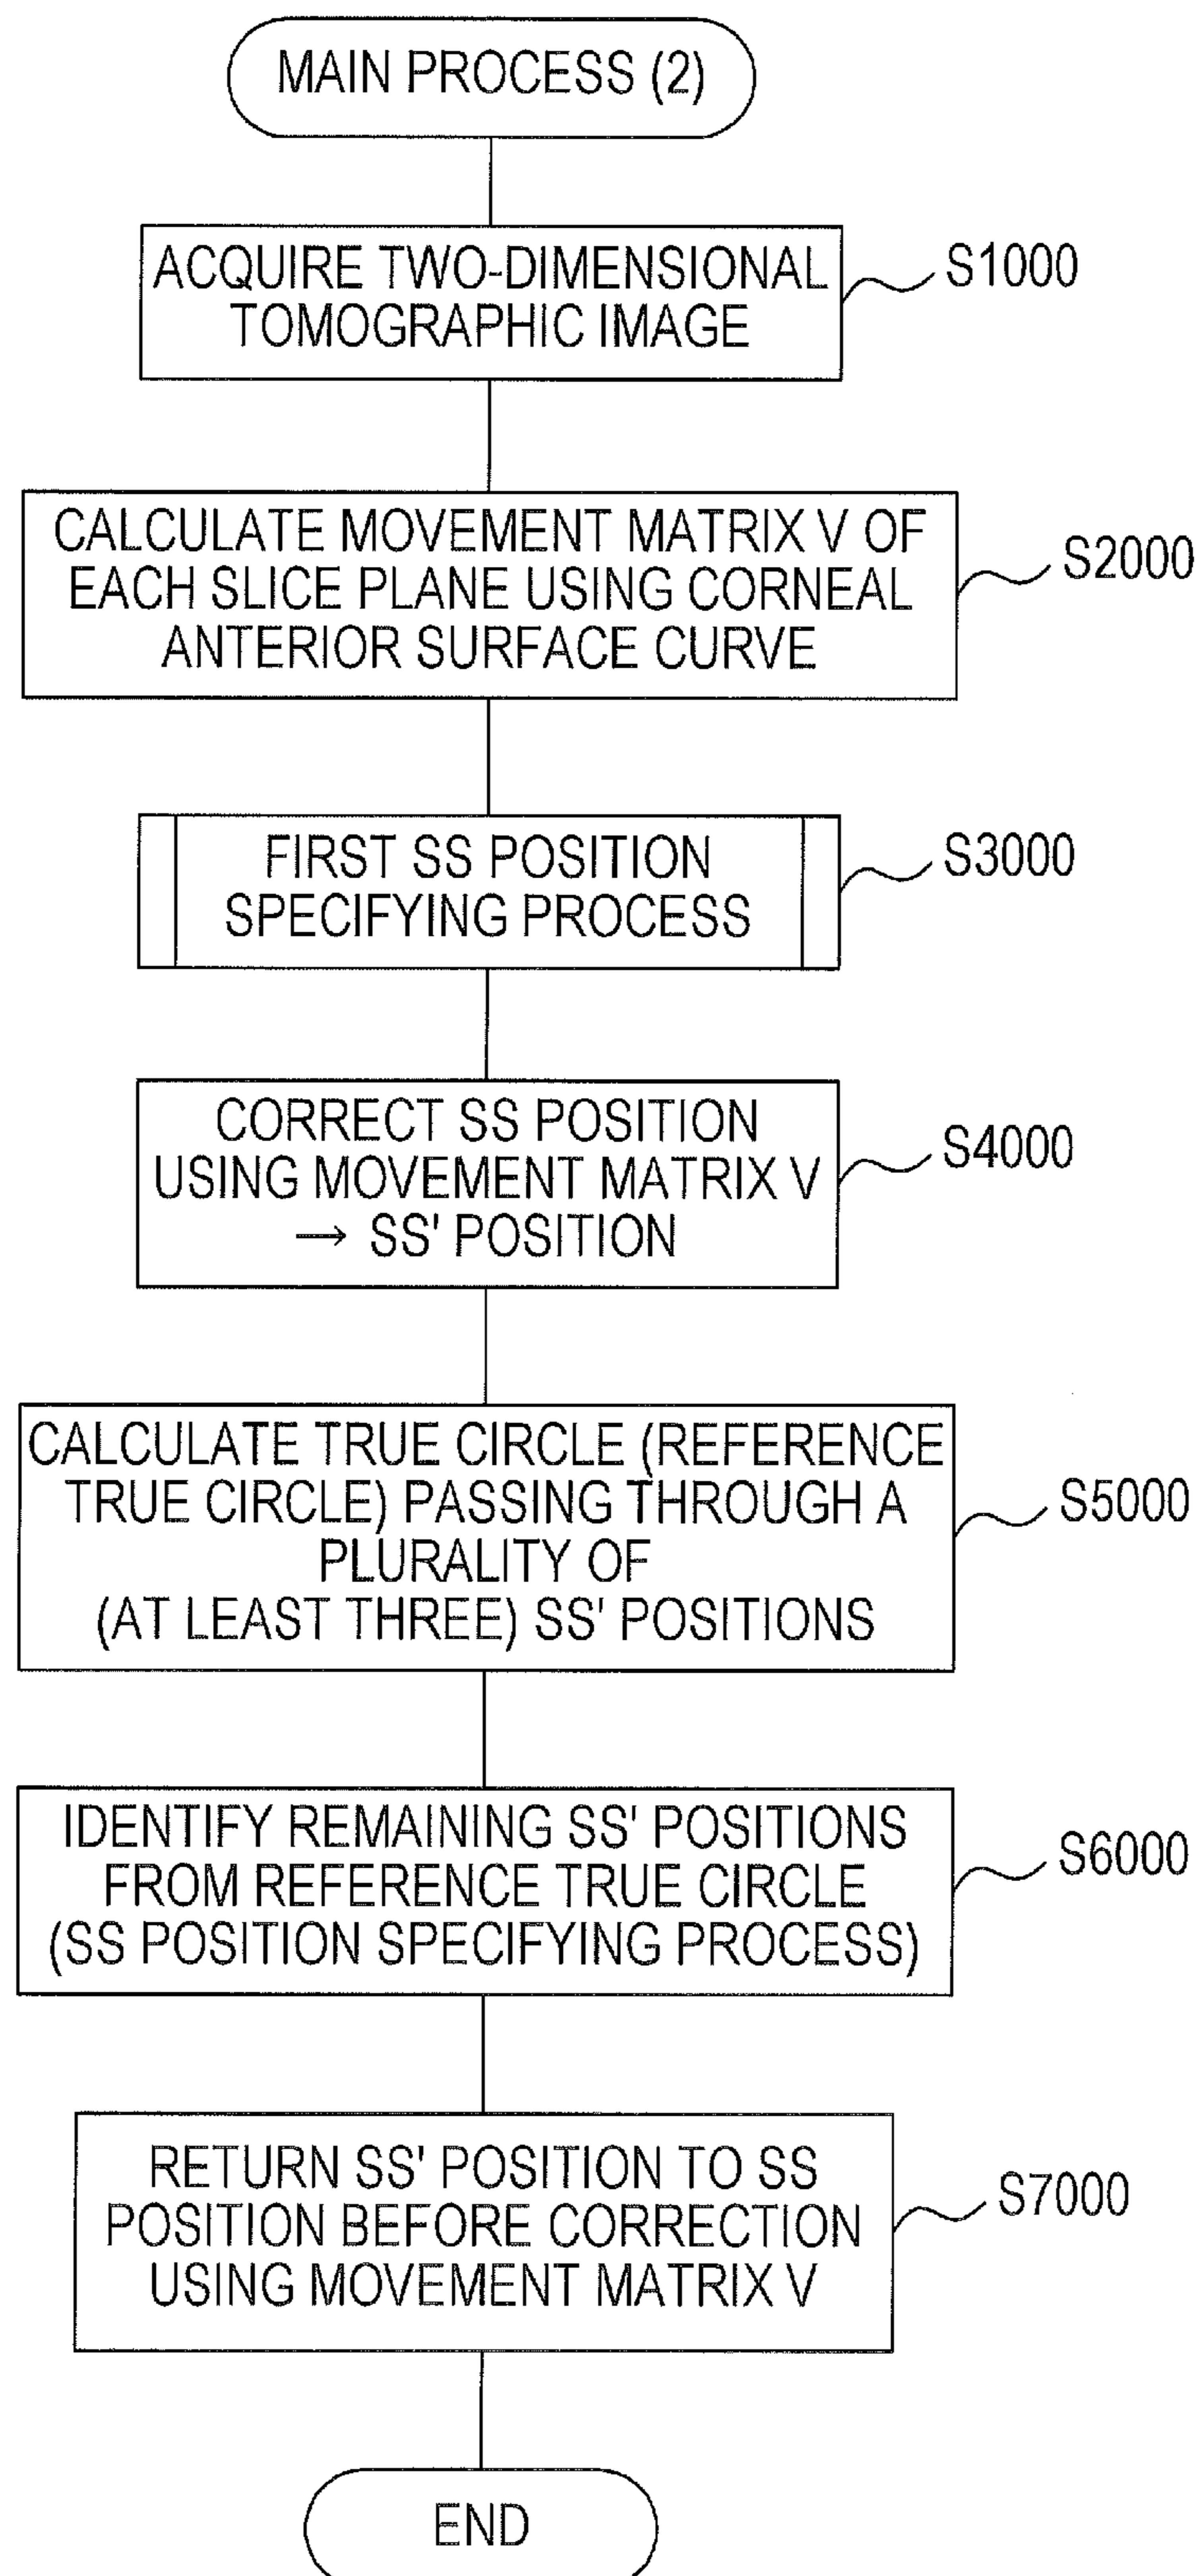 MAIN PROCESS (2)
ACQUIRE TWO-DIMENSIONAL
TOMOGRAPHIC IMAGE
S1000
CALCULATE MOVEMENT MATRIX V OF
EACH SLICE PLANE USING CORNEAL
ANTERIOR SURFACE CURVE
S2000
FIRST SS POSITION
SPECIFYING PROCESS
S3000
CORRECT SS POSITION
USING MOVEMENT MATRIX V
→ SS' POSITION
S4000
CALCULATE TRUE CIRCLE (REFERENCE
TRUE CIRCLE) PASSING THROUGH A
PLURALITY OF
(AT LEAST THREE) SS' POSITIONS
S5000
IDENTIFY REMAINING SS' POSITIONS
FROM REFERENCE TRUE CIRCLE
(SS POSITION SPECIFYING PROCESS)
S6000
RETURN SS' POSITION TO SS
POSITION BEFORE CORRECTION
USING MOVEMENT MATRIX V
S7000
END